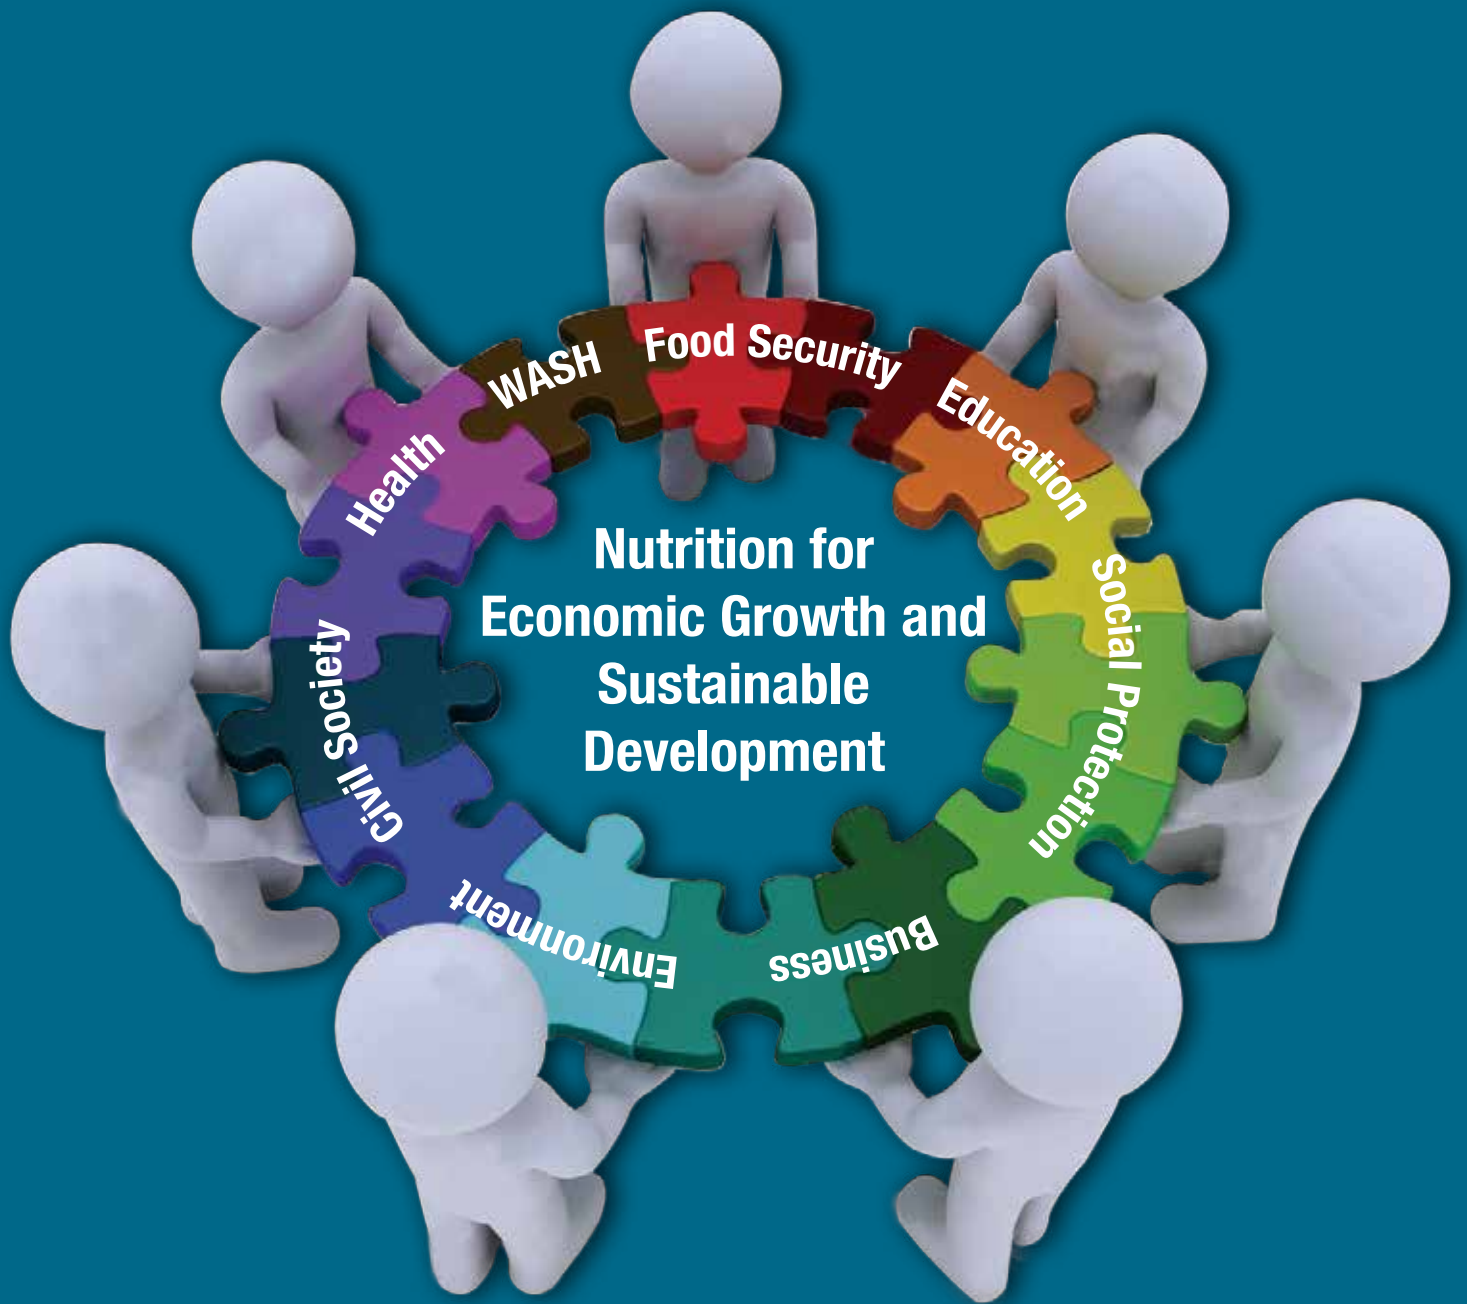 Food Security
Education
Social Protection
Business
Environment
Civil Society
Health
WASH
Nutrition for
Economic Growth and
Sustainable
Development